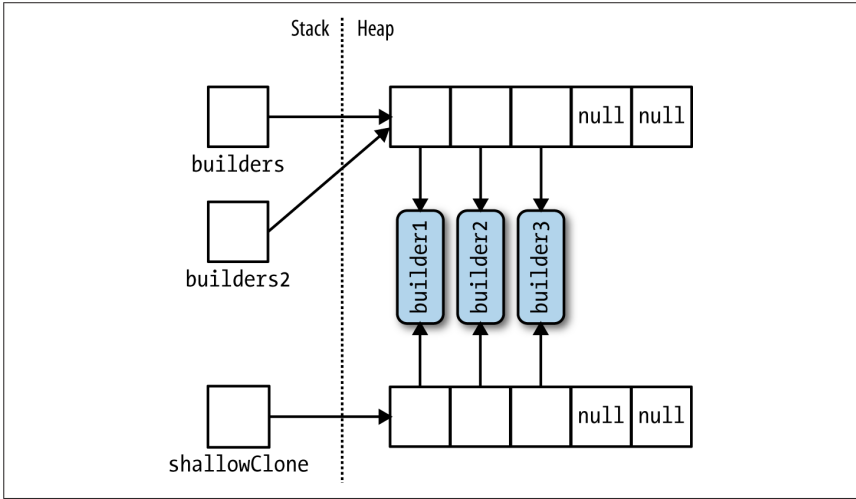 Stack Heap
null null
builders
builders2
builder1
builder2
builder3
null null
shallowClone